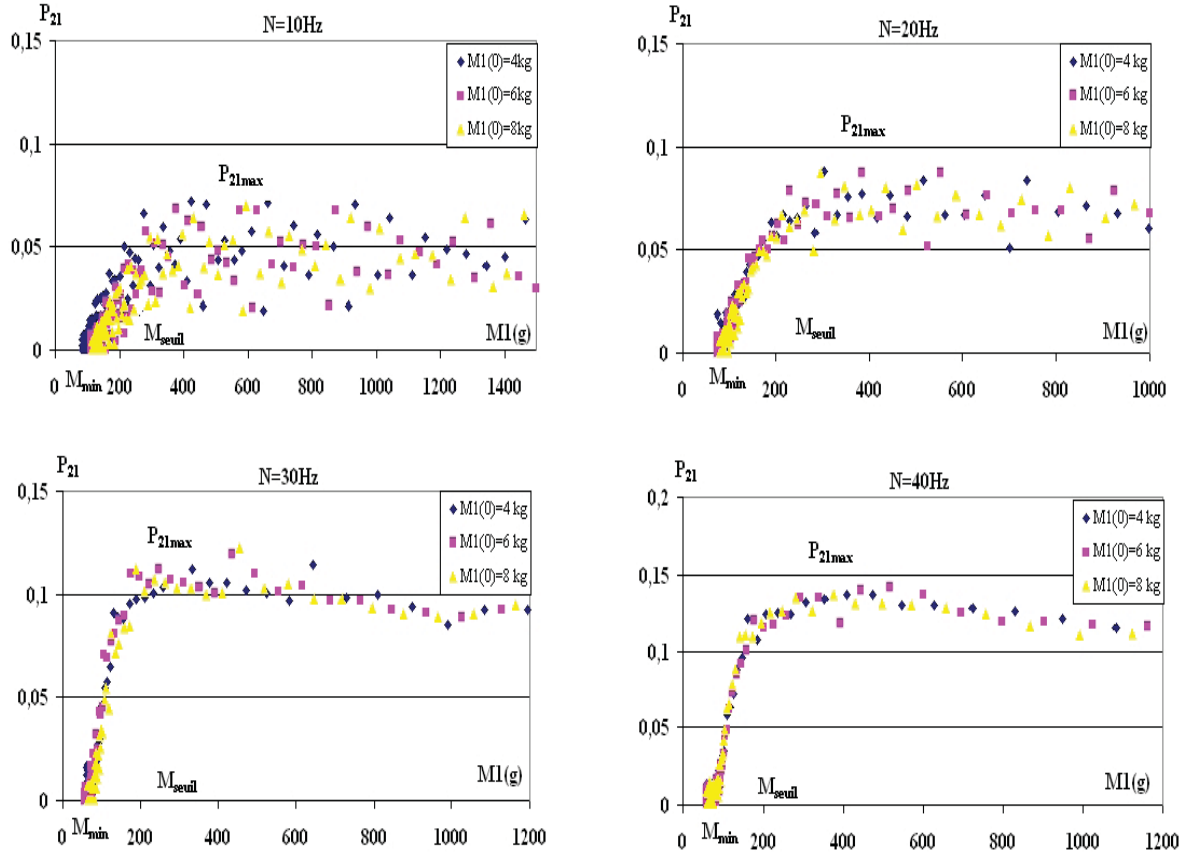 P21
N=10Hz
0,15
M1(0)=4kg
M1(0)=6kg
M1(0)=8kg
0,1
P21max
0,05
Mseuil
M1(g)
0
Mmin
200 400 600 800 1000 1200 1400
P21
N=20Hz
0,15
M1(0)=4 kg
M1(0)=6 kg
M1(0)=8 kg
0,1
P21max
0,05
Mseuil
M1(g)
0
0 Mmin 200 400 600 800 1000
P21
N=30Hz
0,15
M1(0)=4 kg
M1(0)=6 kg
M1(0)=8 kg
P21max
0,1
0,05
Mseuil
M1(g)
0
0 Mmin 200 400 600 800 1000 1200
P21
N=40Hz
0,2
M1(0)=4 kg
M1(0)=6 kg
M1(0)=8 kg
P21max
0,15
0,1
0,05
Mseuil
M1(g)
0
0 Mmin 200 400 600 800 1000 1200